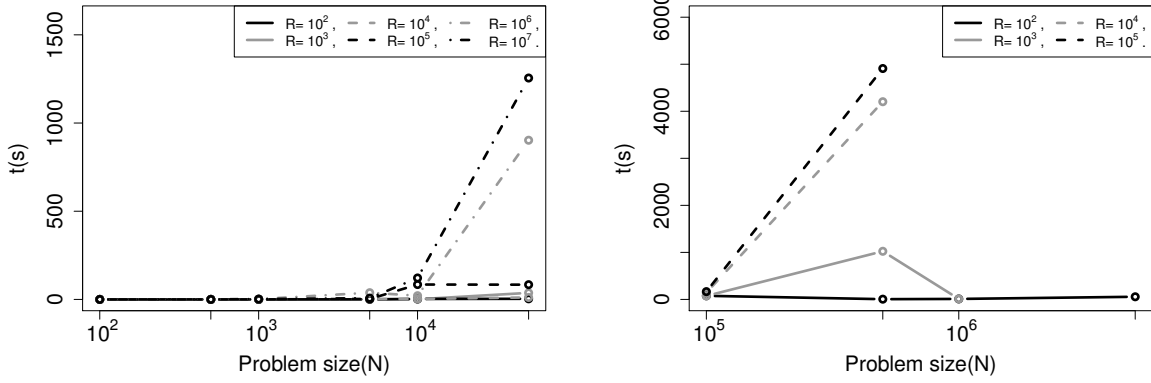 R= 10², R= 10⁴, R= 10⁶,
R= 10³, R= 10⁵, R= 10⁷.
1500
1000
500
0
t(s)
10² 10³ 10⁴
Problem size(N)
R= 10², R= 10⁴,
R= 10³, R= 10⁵.
6000
4000
2000
0
t(s)
10⁵ 10⁶
Problem size(N)